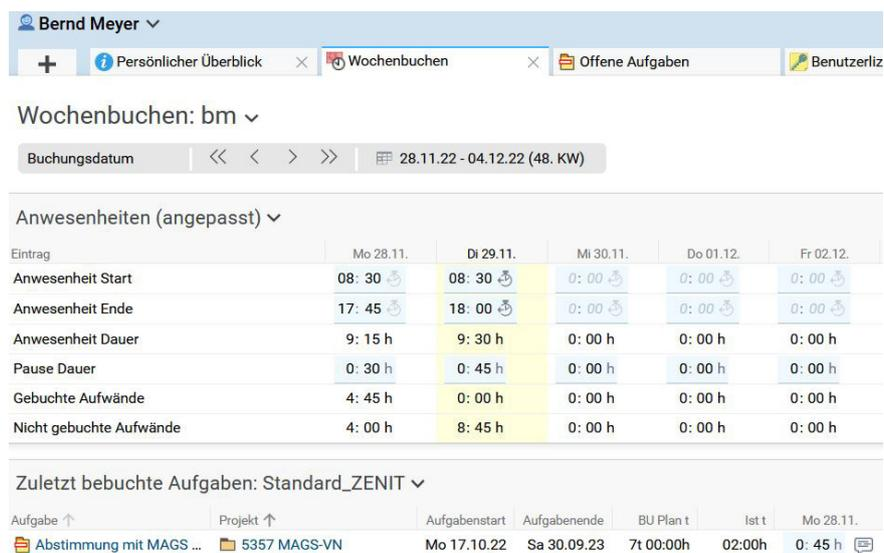 Bernd Meyer
Persönlicher Überblick Wochenbuchen Offene Aufgaben Benutzerliz
Wochenbuchen: bm
Buchungsdatum 28.11.22 - 04.12.22 (48. KW)
Anwesenheiten (angepasst)
Eintrag Mo 28.11. Di 29.11. Mi 30.11. Do 01.12. Fr 02.12.
Anwesenheit Start 08: 30 08: 30 0: 00 0: 00 0: 00
Anwesenheit Ende 17: 45 18: 00 0: 00 0: 00 0: 00
Anwesenheit Dauer 9: 15 h 9: 30 h 0: 00 h 0: 00 h 0: 00 h
Pause Dauer 0: 30 h 0: 45 h 0: 00 h 0: 00 h 0: 00 h
Gebuchte Aufwände 4: 45 h 0: 00 h 0: 00 h 0: 00 h 0: 00 h
Nicht gebuchte Aufwände 4: 00 h 8: 45 h 0: 00 h 0: 00 h 0: 00 h
Zuletzt bebuchte Aufgaben: Standard_ZENIT
Aufgabe Projekt Aufgabenstart Aufgabenende BU Plan t Ist t Mo 28.11.
Abstimmung mit MAGS ... 5357 MAGS-VN Mo 17.10.22 Sa 30.09.23 7t 00:00h 02:00h 0: 45 h